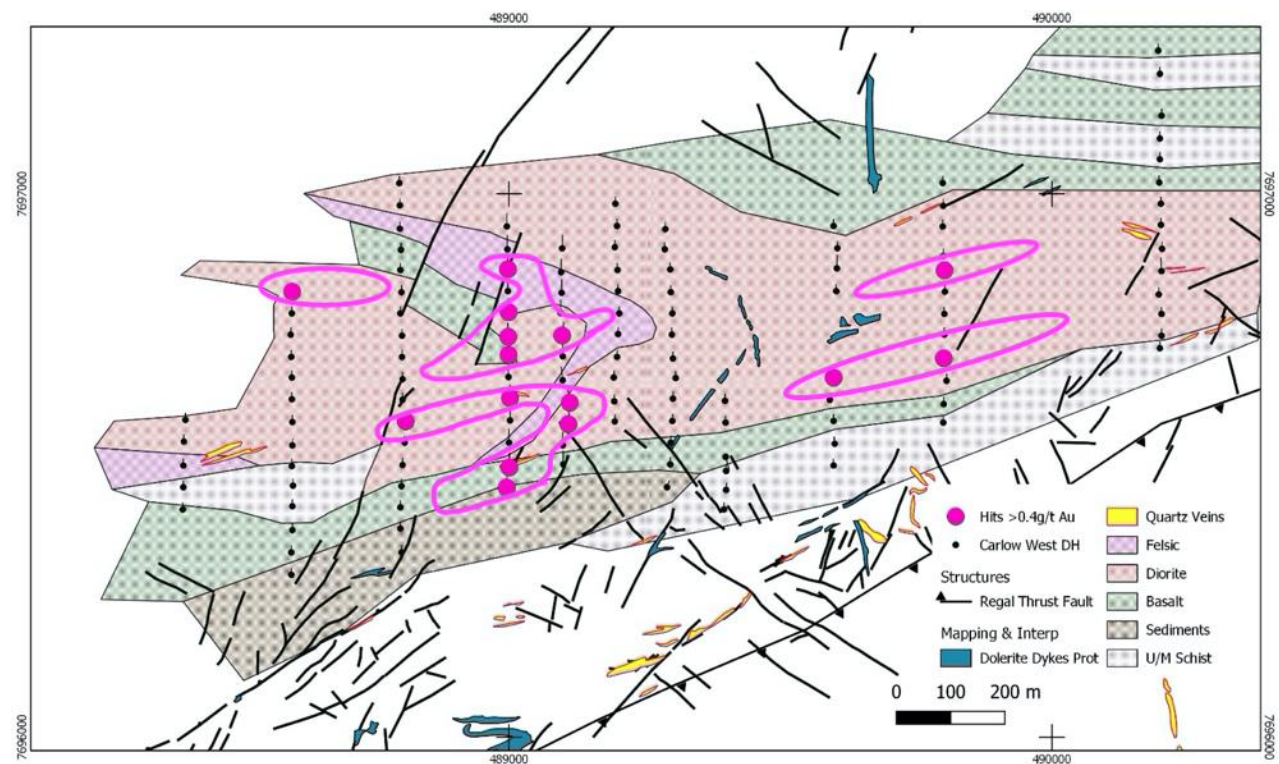 489000
490000
7697000
7697000
Hits >0.4g/t Au
Carlow West DH
Structures
Regal Thrust Fault
Mapping & Interp
Dolerite Dykes Prot
Quartz Veins
Felsic
Diorite
Basalt
Sediments
U/M Schist
0 100 200 m
7696000
7696000
489000
490000